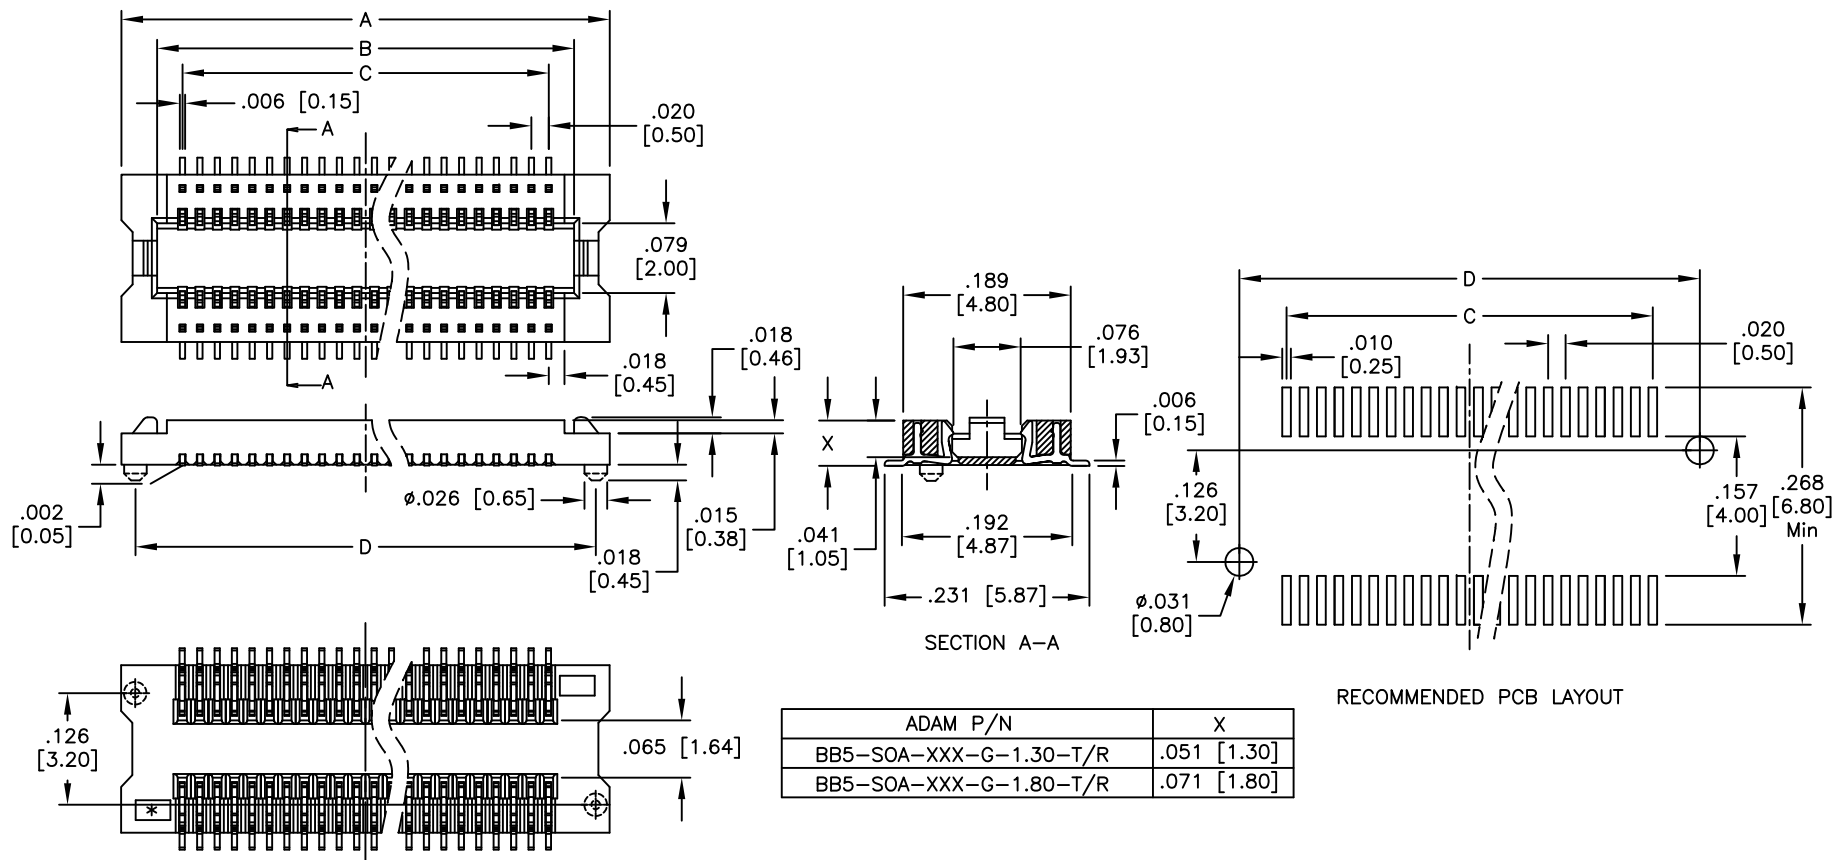 A
B
C
.006 [0.15]
A
.020
[0.50]
.079
[2.00]
A
.018
[0.45]
.018
[0.46]
.002
[0.05]
ø.026 [0.65]
D
.018
[0.45]
.015
[0.38]
.189
[4.80]
.076
[1.93]
X
.006
[0.15]
.041
[1.05]
.192
[4.87]
.231 [5.87]
SECTION A-A
D
C
.010
[0.25]
.020
[0.50]
.126
[3.20]
.157
[4.00]
.268
[6.80]
Min
ø.031
[0.80]
RECOMMENDED PCB LAYOUT
.126
[3.20]
.065 [1.64]
*
ADAM P/N X
BB5-SOA-XXX-G-1.30-T/R .051 [1.30]
BB5-SOA-XXX-G-1.80-T/R .071 [1.80]